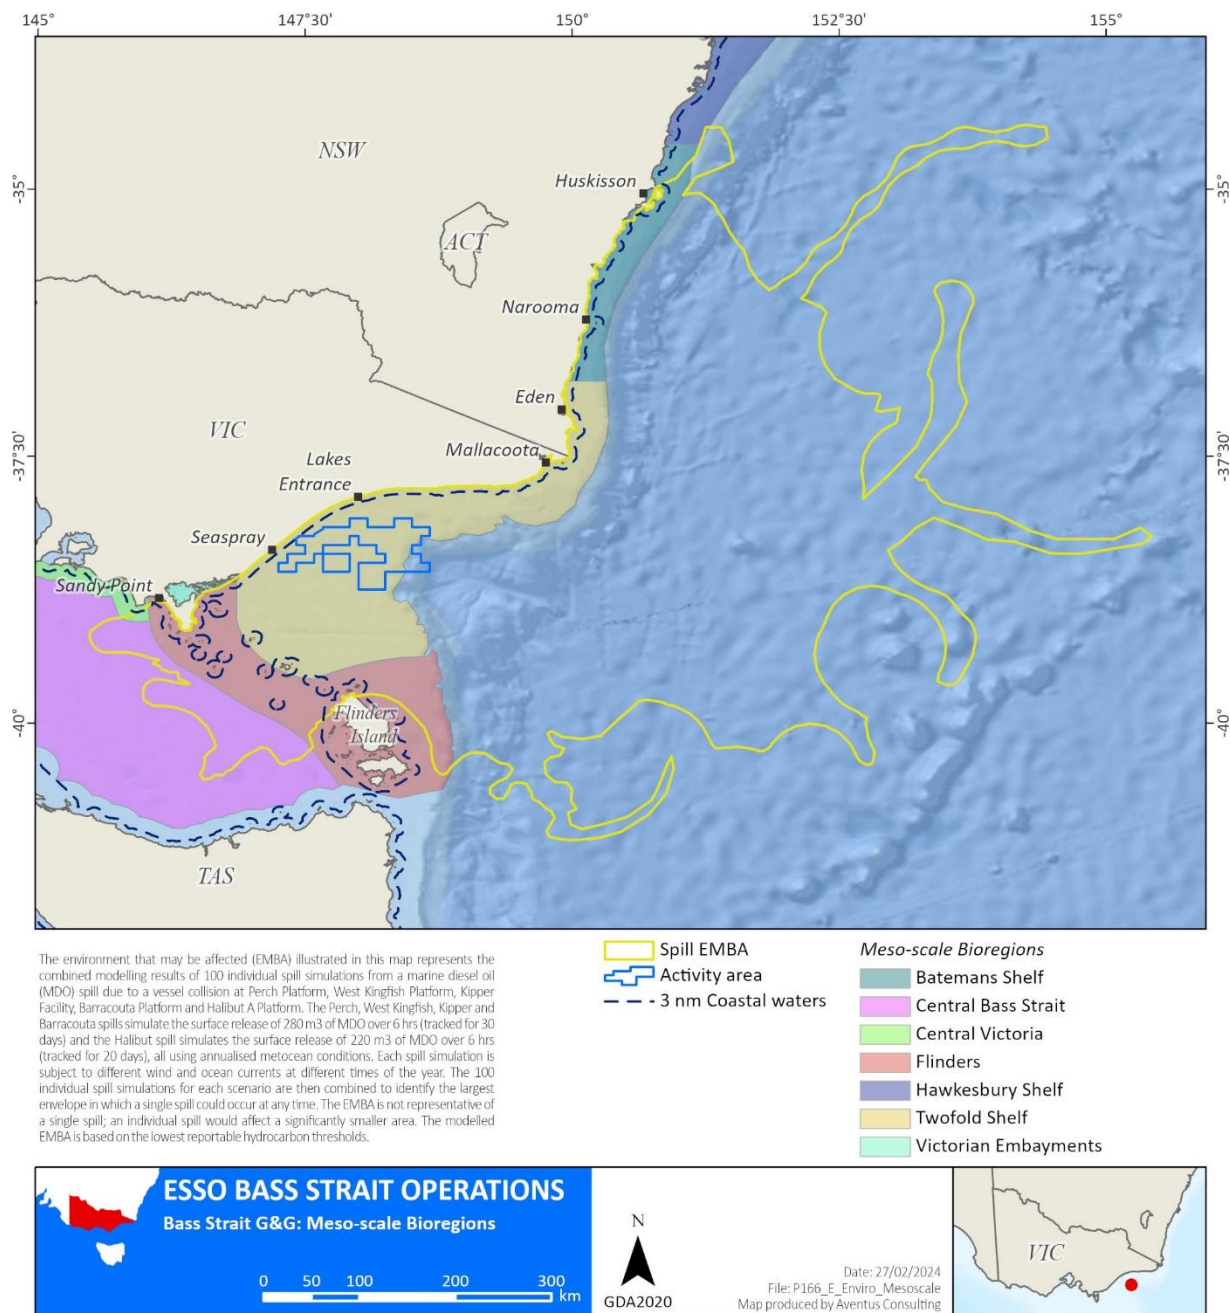 145°
147°30'
150°
152°30'
155°
NSW
-35°
Huskisson
-35°
ACT
Narooma
Eden
VIC
-37°30'
Mallacoota
-37°30'
Lakes
Entrance
Seaspray
Sandy Point
-40°
Flinders
Island
-40°
TAS
The environment that may be affected (EMBA) illustrated in this map represents the
combined modelling results of 100 individual spill simulations from a marine diesel oil
(MDO) spill due to a vessel collision at Perch Platform, West Kingfish Platform, Kipper
Facility, Barracouta Platform and Halibut A Platform. The Perch, West Kingfish, Kipper and
Barracouta spills simulate the surface release of 280 m3 of MDO over 6 hrs (tracked for 30
days) and the Halibut spill simulates the surface release of 220 m3 of MDO over 6 hrs
(tracked for 20 days), all using annualised metocean conditions. Each spill simulation is
subject to different wind and ocean currents at different times of the year. The 100
individual spill simulations for each scenario are then combined to identify the largest
envelope in which a single spill could occur at any time. The EMBA is not representative of
a single spill; an individual spill would affect a significantly smaller area. The modelled
EMBA is based on the lowest reportable hydrocarbon thresholds.
Spill EMBA
Activity area
3 nm Coastal waters
Meso-scale Bioregions
Batemans Shelf
Central Bass Strait
Central Victoria
Flinders
Hawkesbury Shelf
Twofold Shelf
Victorian Embayments
ESSO BASS STRAIT OPERATIONS
Bass Strait G&G: Meso-scale Bioregions
0 50 100 200 300
km
N
GDA2020
Date: 27/02/2024
File: P166_E_Enviro_Mesoscale
Map produced by Aventus Consulting
VIC